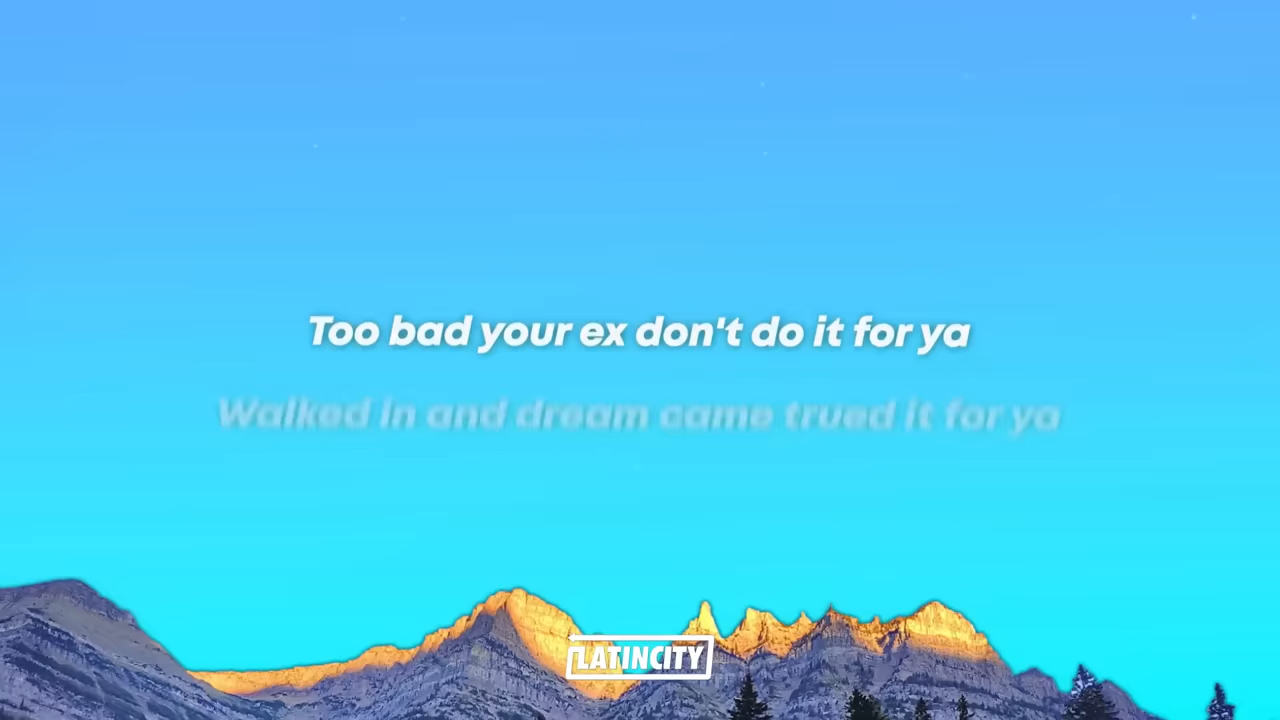 Too bad your ex don't do it for ya
Walked in and dream came trued it for ya
LATINCITY